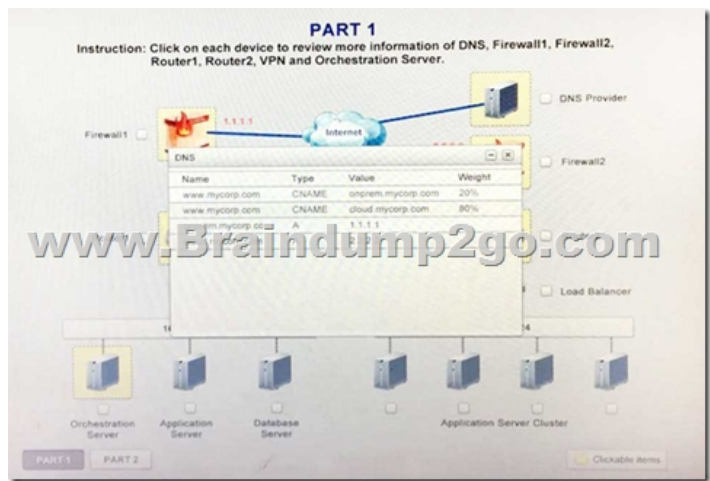 PART 1
Instruction: Click on each device to review more information of DNS, Firewall1, Firewall2,
Router1, Router2, VPN and Orchestration Server.
DNS Provider
1.1.1.1
Internet
Firewall1
Firewall2
DNS
Name Type Value Weight
www.mycorp.com CNAME onprem.mycorp.com 20%
www.mycorp.com CNAME cloud.mycorp.com 80%
A 1.1.1.1
www.Braindump2go.com
Load Balancer
Orchestration Server
Application Server
Database Server
Application Server Cluster
PART 1
PART 2
Clickable items